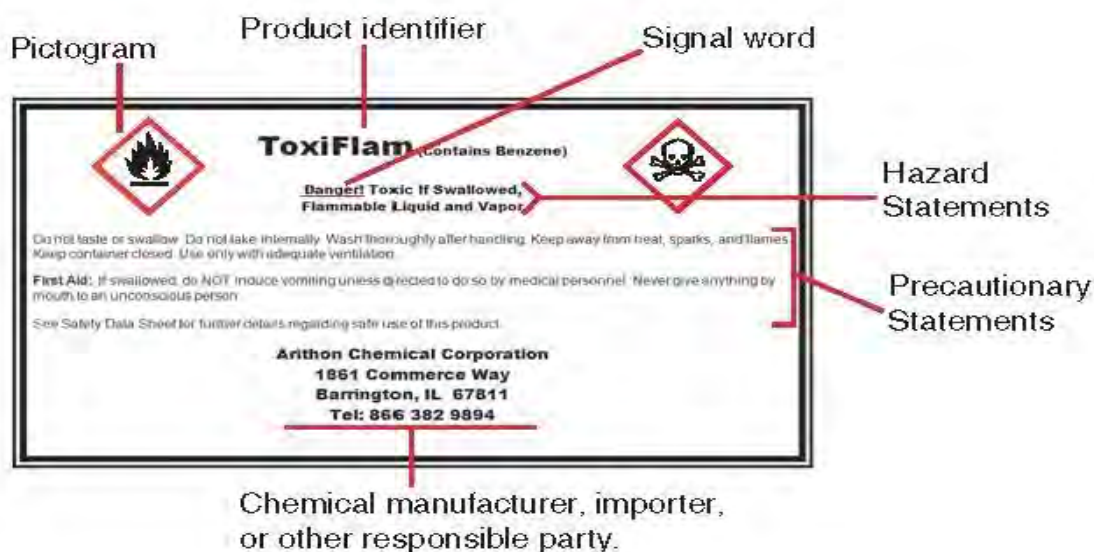 Product identifier
Signal word
Pictogram
ToxiFlam (Contains Benzene)
Danger! Toxic If Swallowed,
Flammable Liquid and Vapor
Hazard
Statements
Do not taste or swallow. Do not take internally. Wash thoroughly after handling. Keep away from heat, sparks, and flames.
Keep container closed. Use only with adequate ventilation.
First Aid: If swallowed, do NOT induce vomiting unless directed to do so by medical personnel. Never give anything by
mouth to an unconscious person.
Precautionary
Statements
See Safety Data Sheet for further details regarding safe use of this product.
Arithon Chemical Corporation
1861 Commerce Way
Barrington, IL 67811
Tel: 866 382 9894
Chemical manufacturer, importer,
or other responsible party.